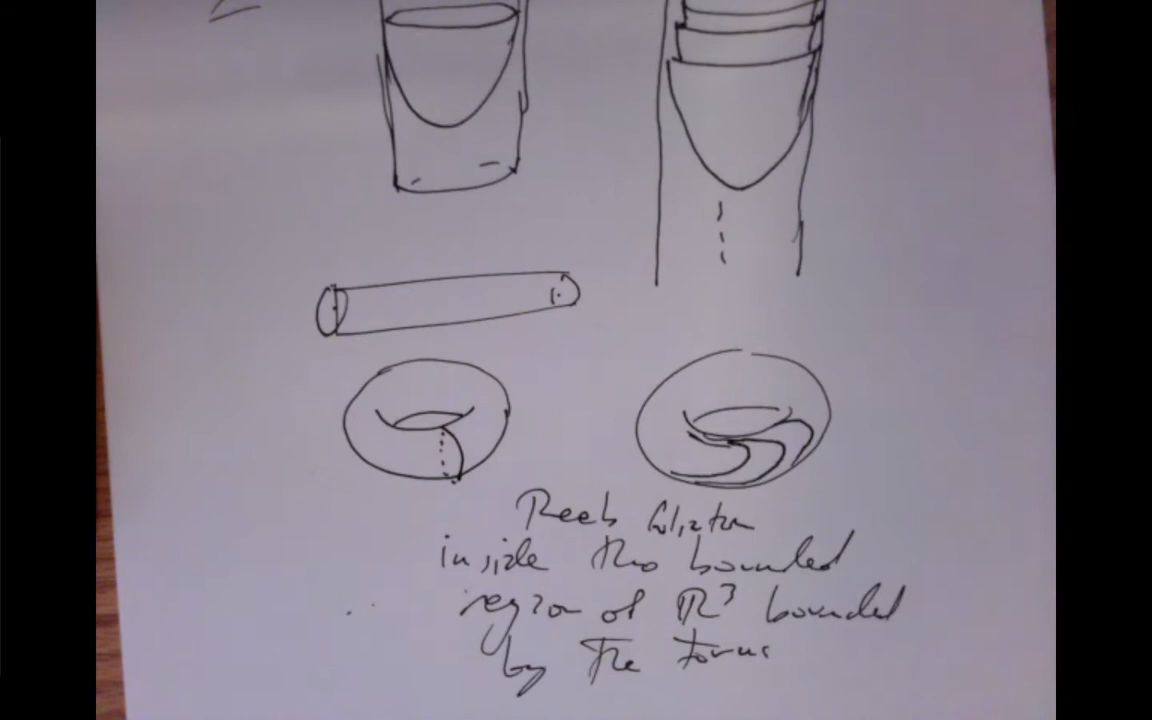 Reeb foliation
inside the bounded
region of ℝ³ bounded
by the torus